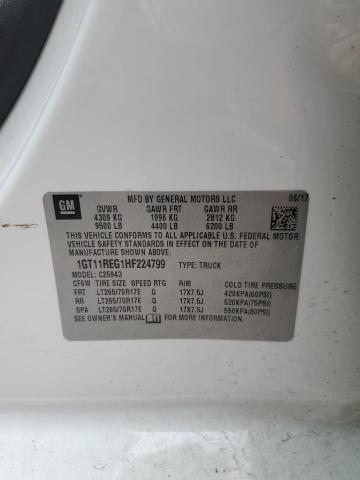 MFD BY GENERAL MOTORS LLC 06/17
GM GVWR GAWR FRT GAWR RR
4309 KG 1996 KG 2812 KG
9500 LB 4400 LB 6200 LB
THIS VEHICLE CONFORMS TO ALL APPLICABLE U.S. FEDERAL MOTOR
VEHICLE SAFETY STANDARDS IN EFFECT ON THE DATE OF
MANUFACTURE SHOWN ABOVE.
1GT11REG1HF224799 TYPE: TRUCK
MODEL: C25943
CF6W TIRE SIZE SPEED RTG RIM COLD TIRE PRESSURE
FRT LT265/70R17E Q 17X7.5J 420KPA(60PSI)
RR LT265/70R17E Q 17X7.5J 520KPA(75PSI)
SPA LT265/70R17E Q 17X7.5J 550KPA(80PSI)
SEE OWNER'S MANUAL FOR MORE INFORMATION.